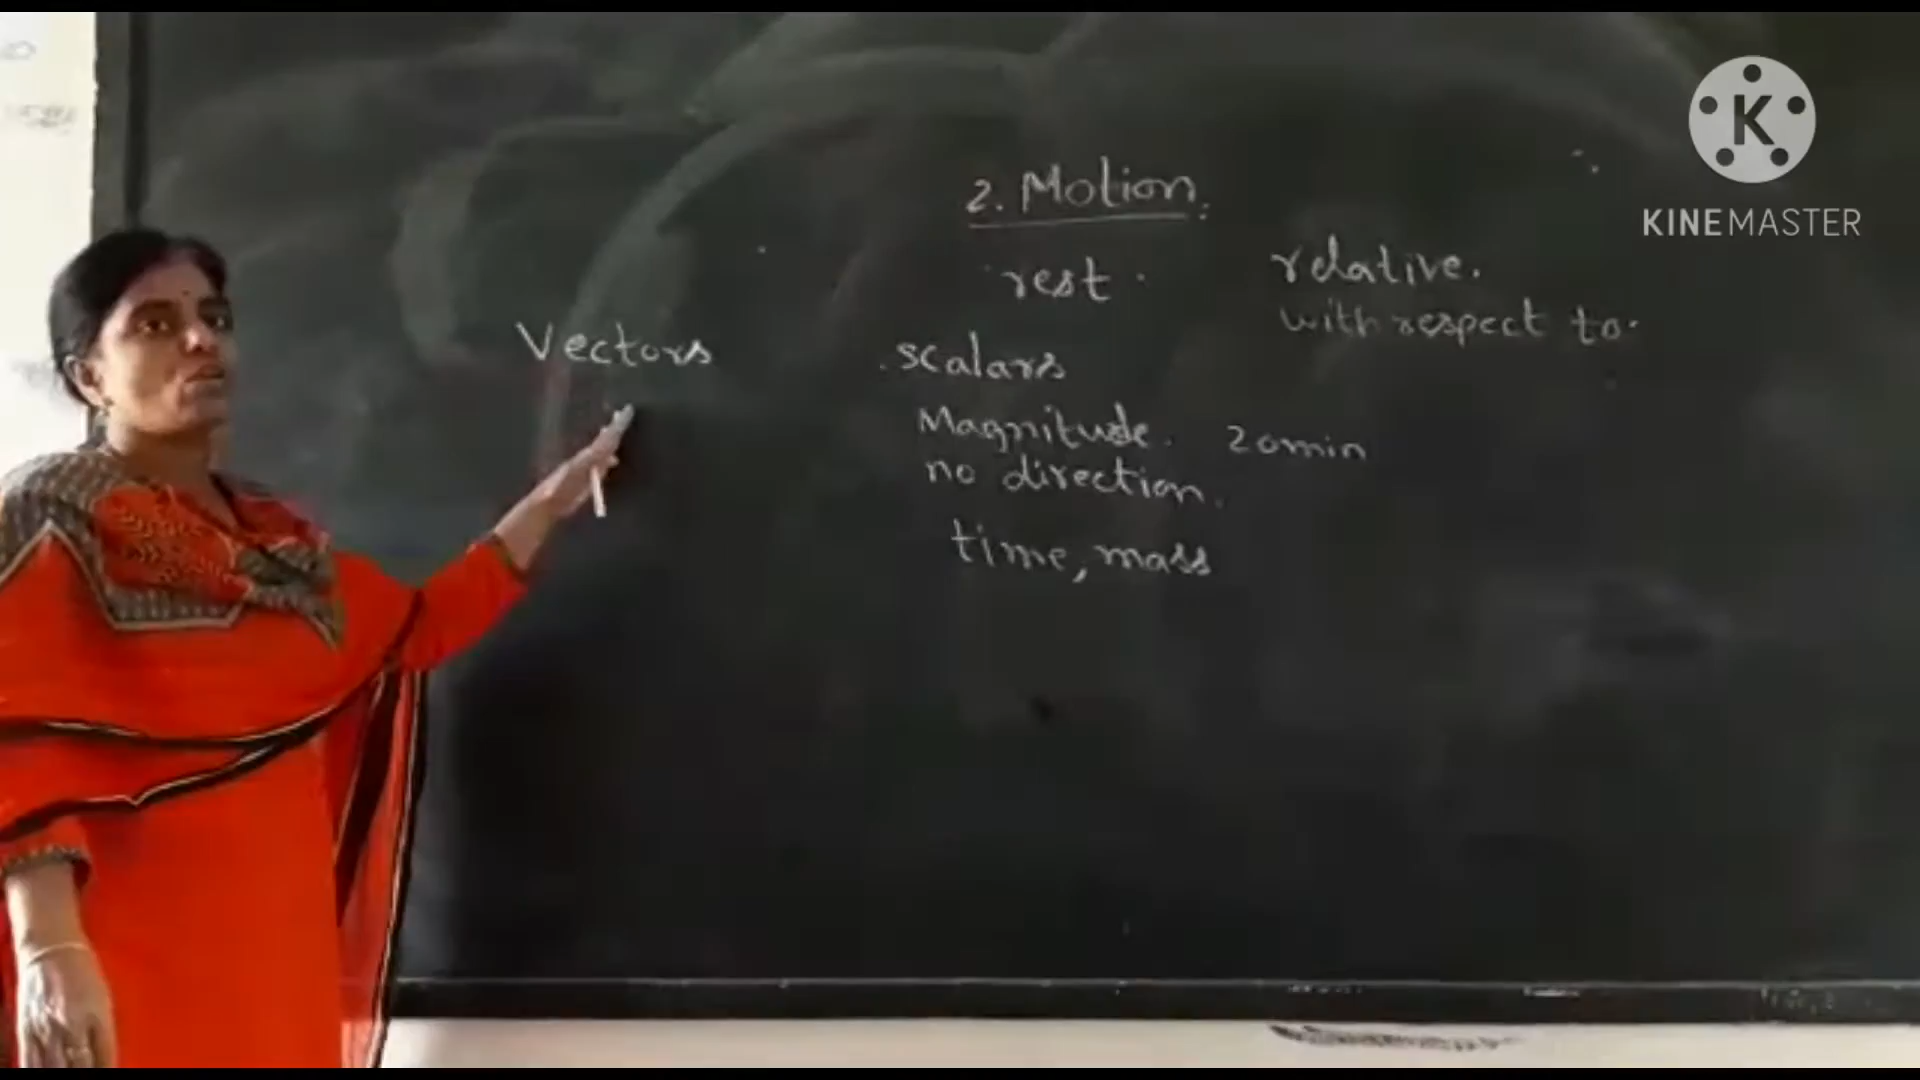 2. Motion.
rest.
relative.
with respect to.
Vectors
scalars
Magnitude. 20min
no direction.
time, mass
K
KINEMASTER